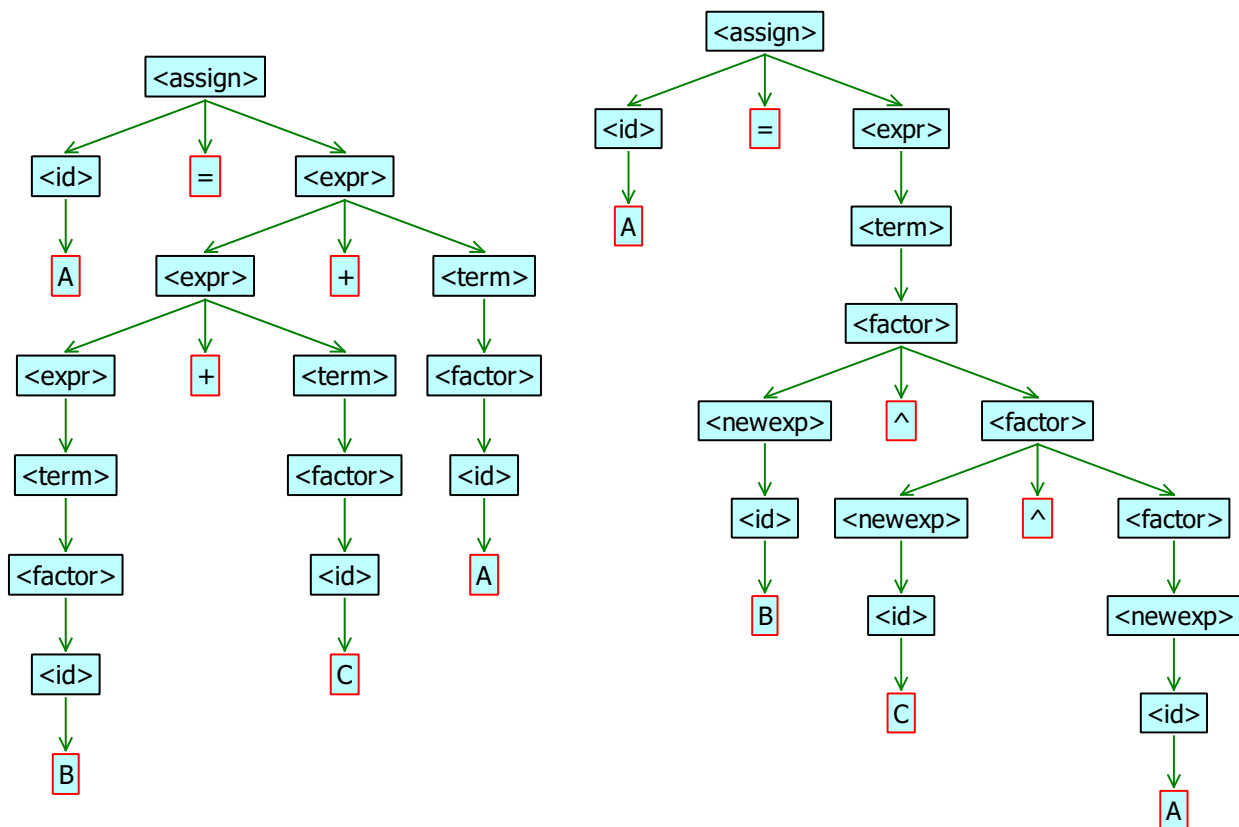 <assign>
<id> = <expr>
A <expr> + <term>
<expr> + <term> <factor>
<term> <factor> <id>
<factor> <id> A
<id> C
B
<assign>
<id> = <expr>
A <term>
<factor>
<newexp> ^ <factor>
<id> <newexp> ^ <factor>
B <id> <newexp>
C <id>
A